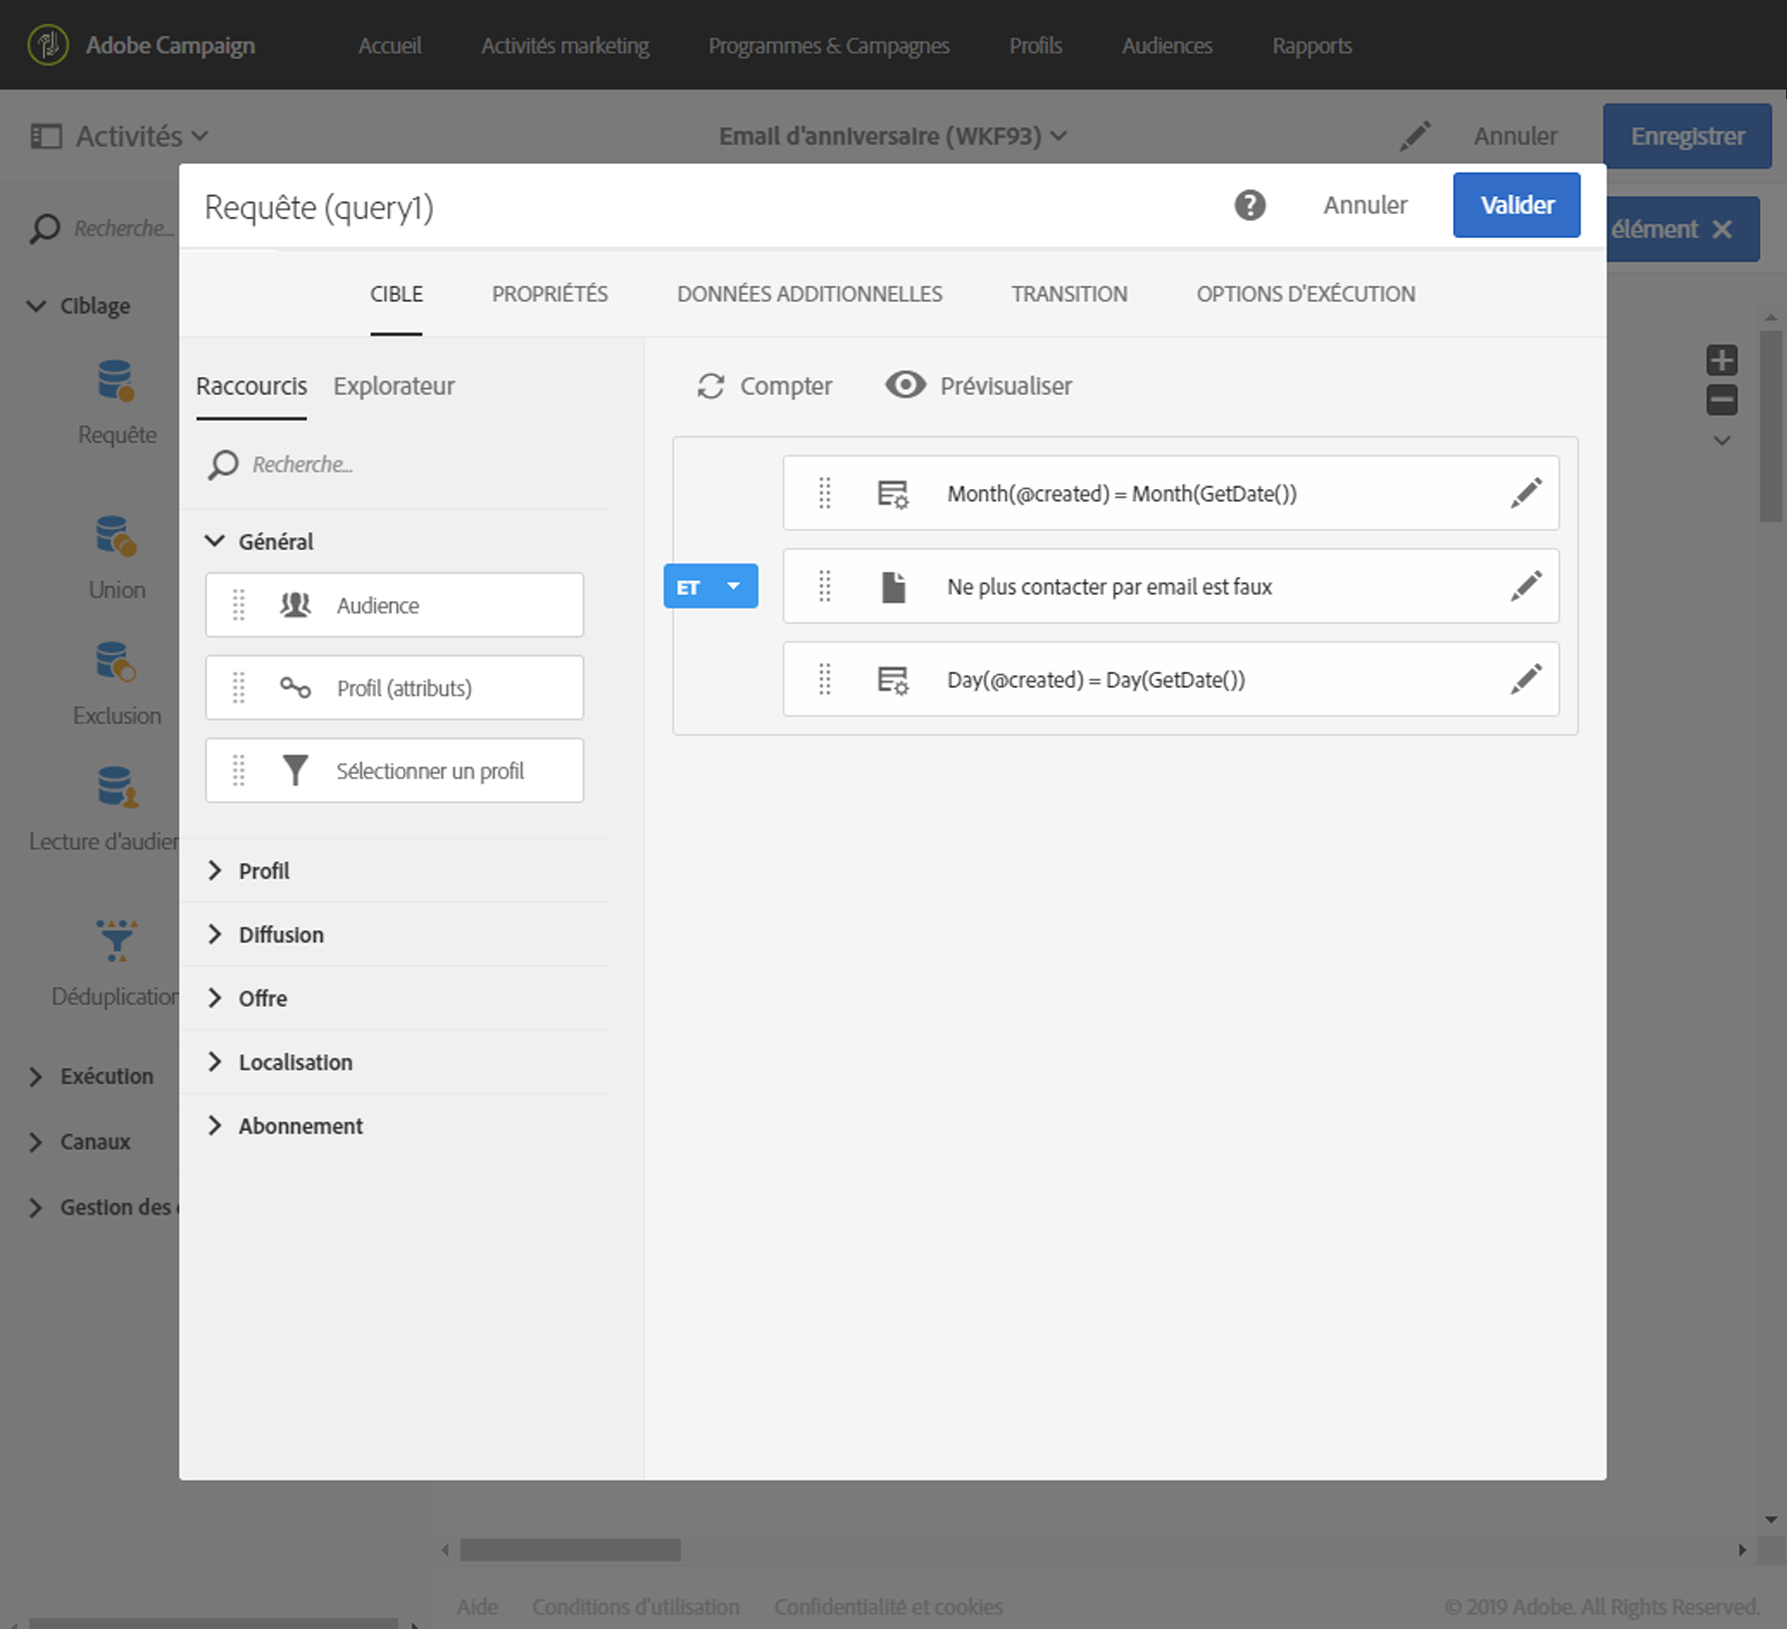 Adobe Campaign Accueil Activités marketing Programmes & Campagnes Profils Audiences Rapports
Activités Email d'anniversaire (WKF93) Annuler Enregistrer
Requête (query1) ? Annuler Valider
Recherche... élément
CIBLE PROPRIÉTÉS DONNÉES ADDITIONNELLES TRANSITION OPTIONS D'EXÉCUTION
Ciblage
Requête
Union
Exclusion
Lecture d'audien
Déduplication
Exécution
Canaux
Gestion des
Raccourcis Explorateur
Recherche...
Général
Audience
Profil (attributs)
Sélectionner un profil
Profil
Diffusion
Offre
Localisation
Abonnement
Compter Prévisualiser
Month(@created) = Month(GetDate())
ET Ne plus contacter par email est faux
Day(@created) = Day(GetDate())
Aide Conditions d'utilisation Confidentialité et cookies © 2019 Adobe. All Rights Reserved.